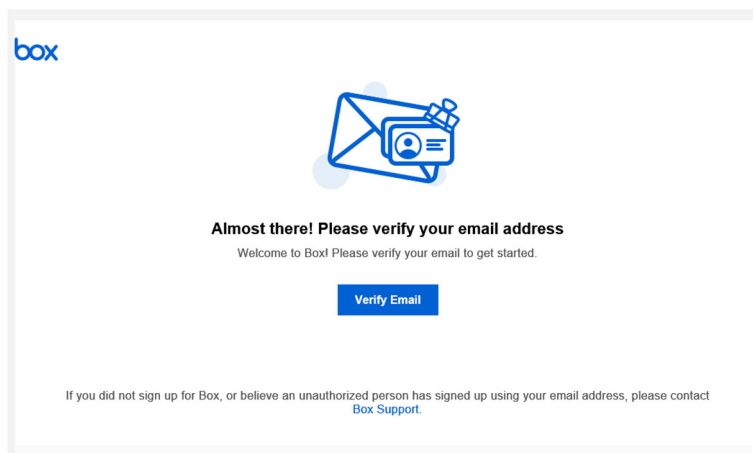 box
Almost there! Please verify your email address
Welcome to Box! Please verify your email to get started.
Verify Email
If you did not sign up for Box, or believe an unauthorized person has signed up using your email address, please contact
Box Support.